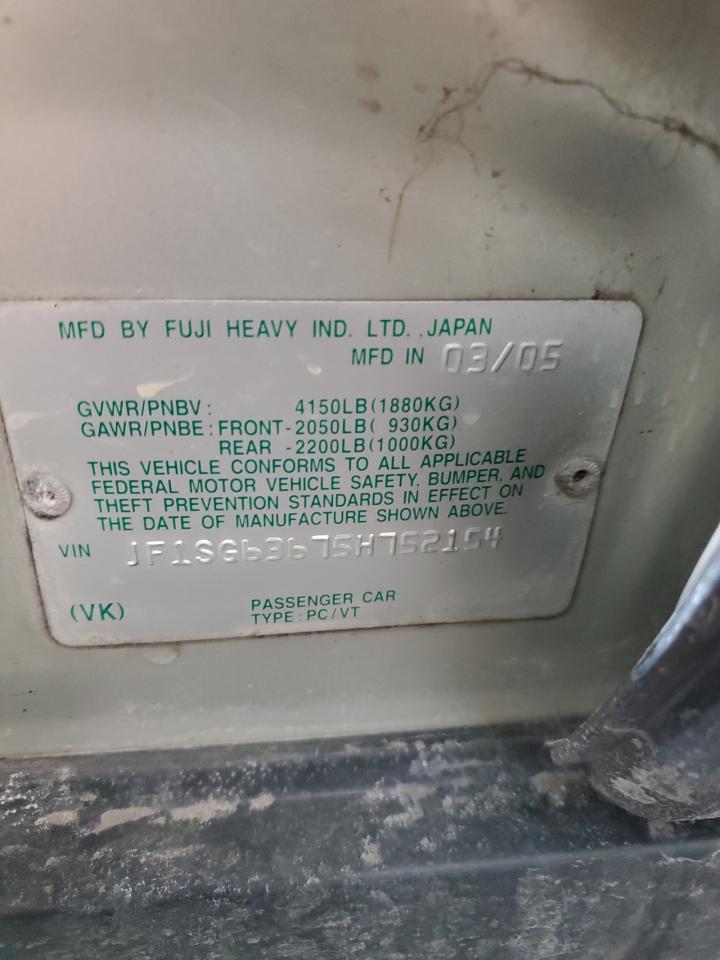 MFD BY FUJI HEAVY IND. LTD., JAPAN
MFD IN 03/05
GVWR/PNBV: 4150LB(1880KG)
GAWR/PNBE: FRONT-2050LB( 930KG)
REAR -2200LB(1000KG)
THIS VEHICLE CONFORMS TO ALL APPLICABLE
FEDERAL MOTOR VEHICLE SAFETY, BUMPER, AND
THEFT PREVENTION STANDARDS IN EFFECT ON
THE DATE OF MANUFACTURE SHOWN ABOVE.
VIN JF1SG63675H752154
(VK) PASSENGER CAR
TYPE: PC/VT